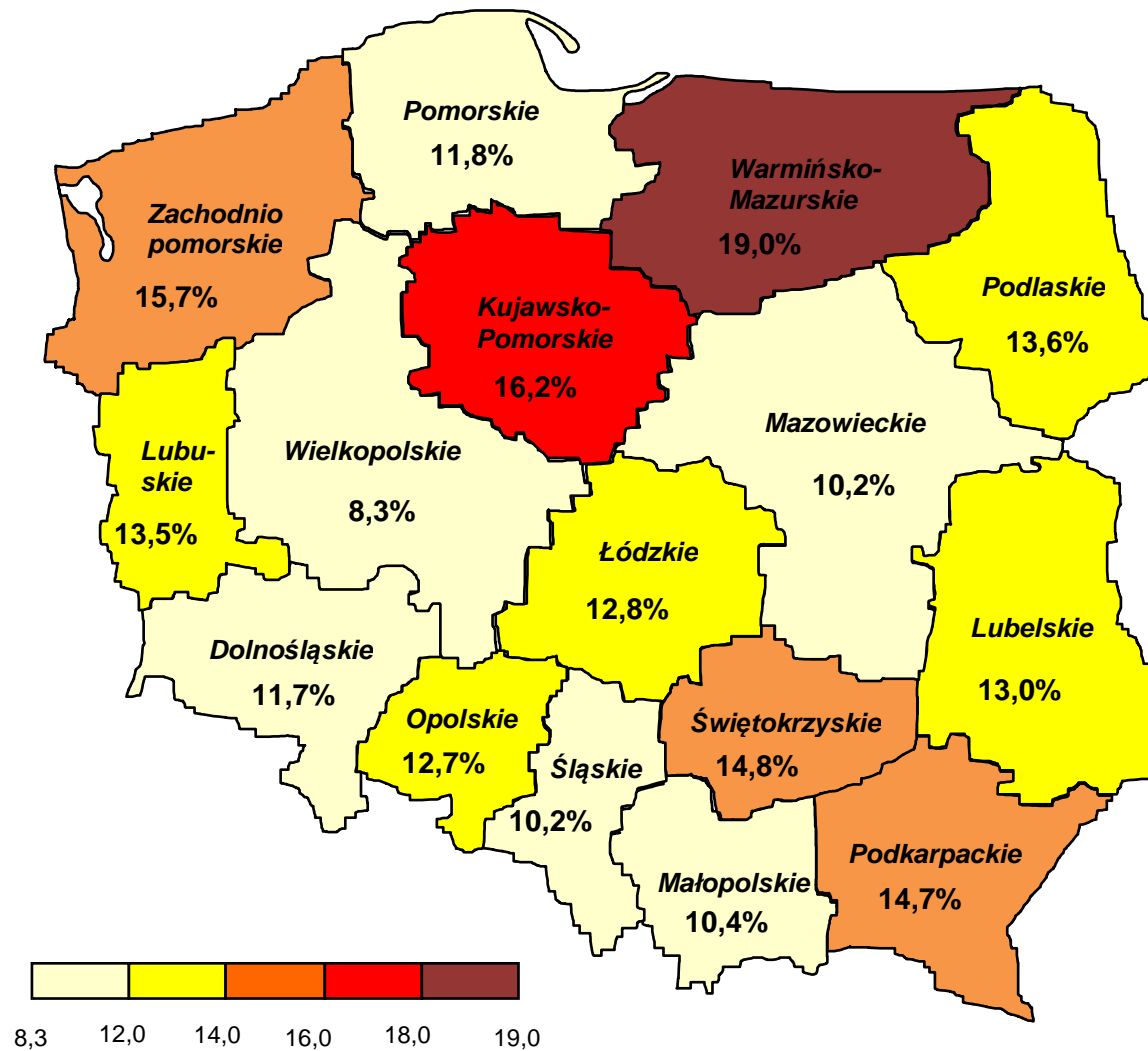 Pomorskie
11,8%
Warmińsko-
Mazurskie
19,0%
Zachodnio
pomorskie
15,7%
Podlaskie
13,6%
Kujawsko-
Pomorskie
16,2%
Mazowieckie
10,2%
Lubu-
skie
13,5%
Wielkopolskie
8,3%
Łódzkie
12,8%
Lubelskie
13,0%
Dolnośląskie
11,7%
Opolskie
12,7%
Śląskie
10,2%
Świętokrzyskie
14,8%
Małopolskie
10,4%
Podkarpackie
14,7%
8,3 12,0 14,0 16,0 18,0 19,0